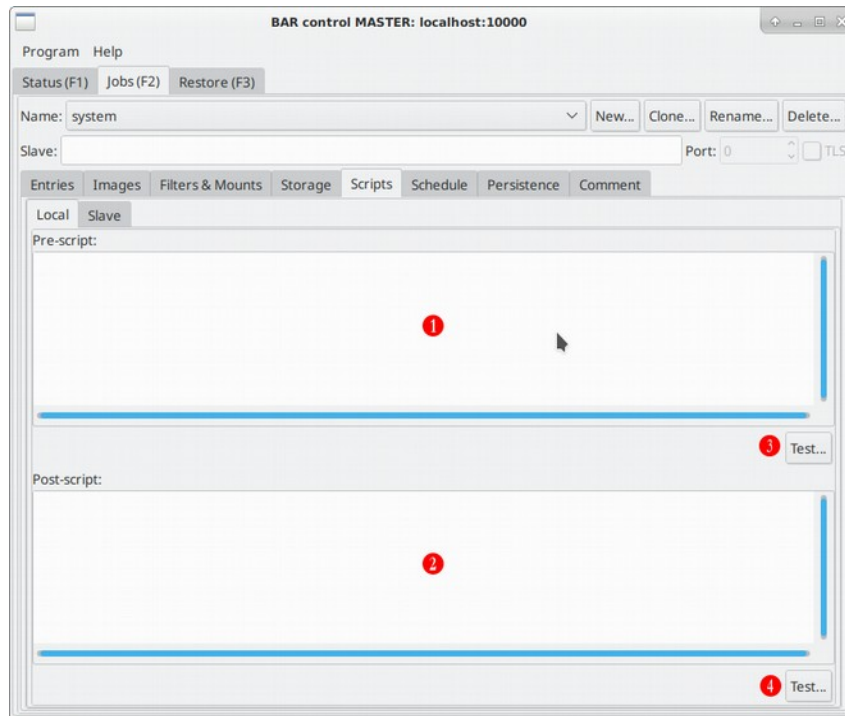 BAR control MASTER: localhost:10000
Program Help
Status (F1) Jobs (F2) Restore (F3)
Name: system New... Clone... Rename... Delete...
Slave: Port: 0 TLS
Entries Images Filters & Mounts Storage Scripts Schedule Persistence Comment
Local Slave
Pre-script:
1
3 Test...
Post-script:
2
4 Test...